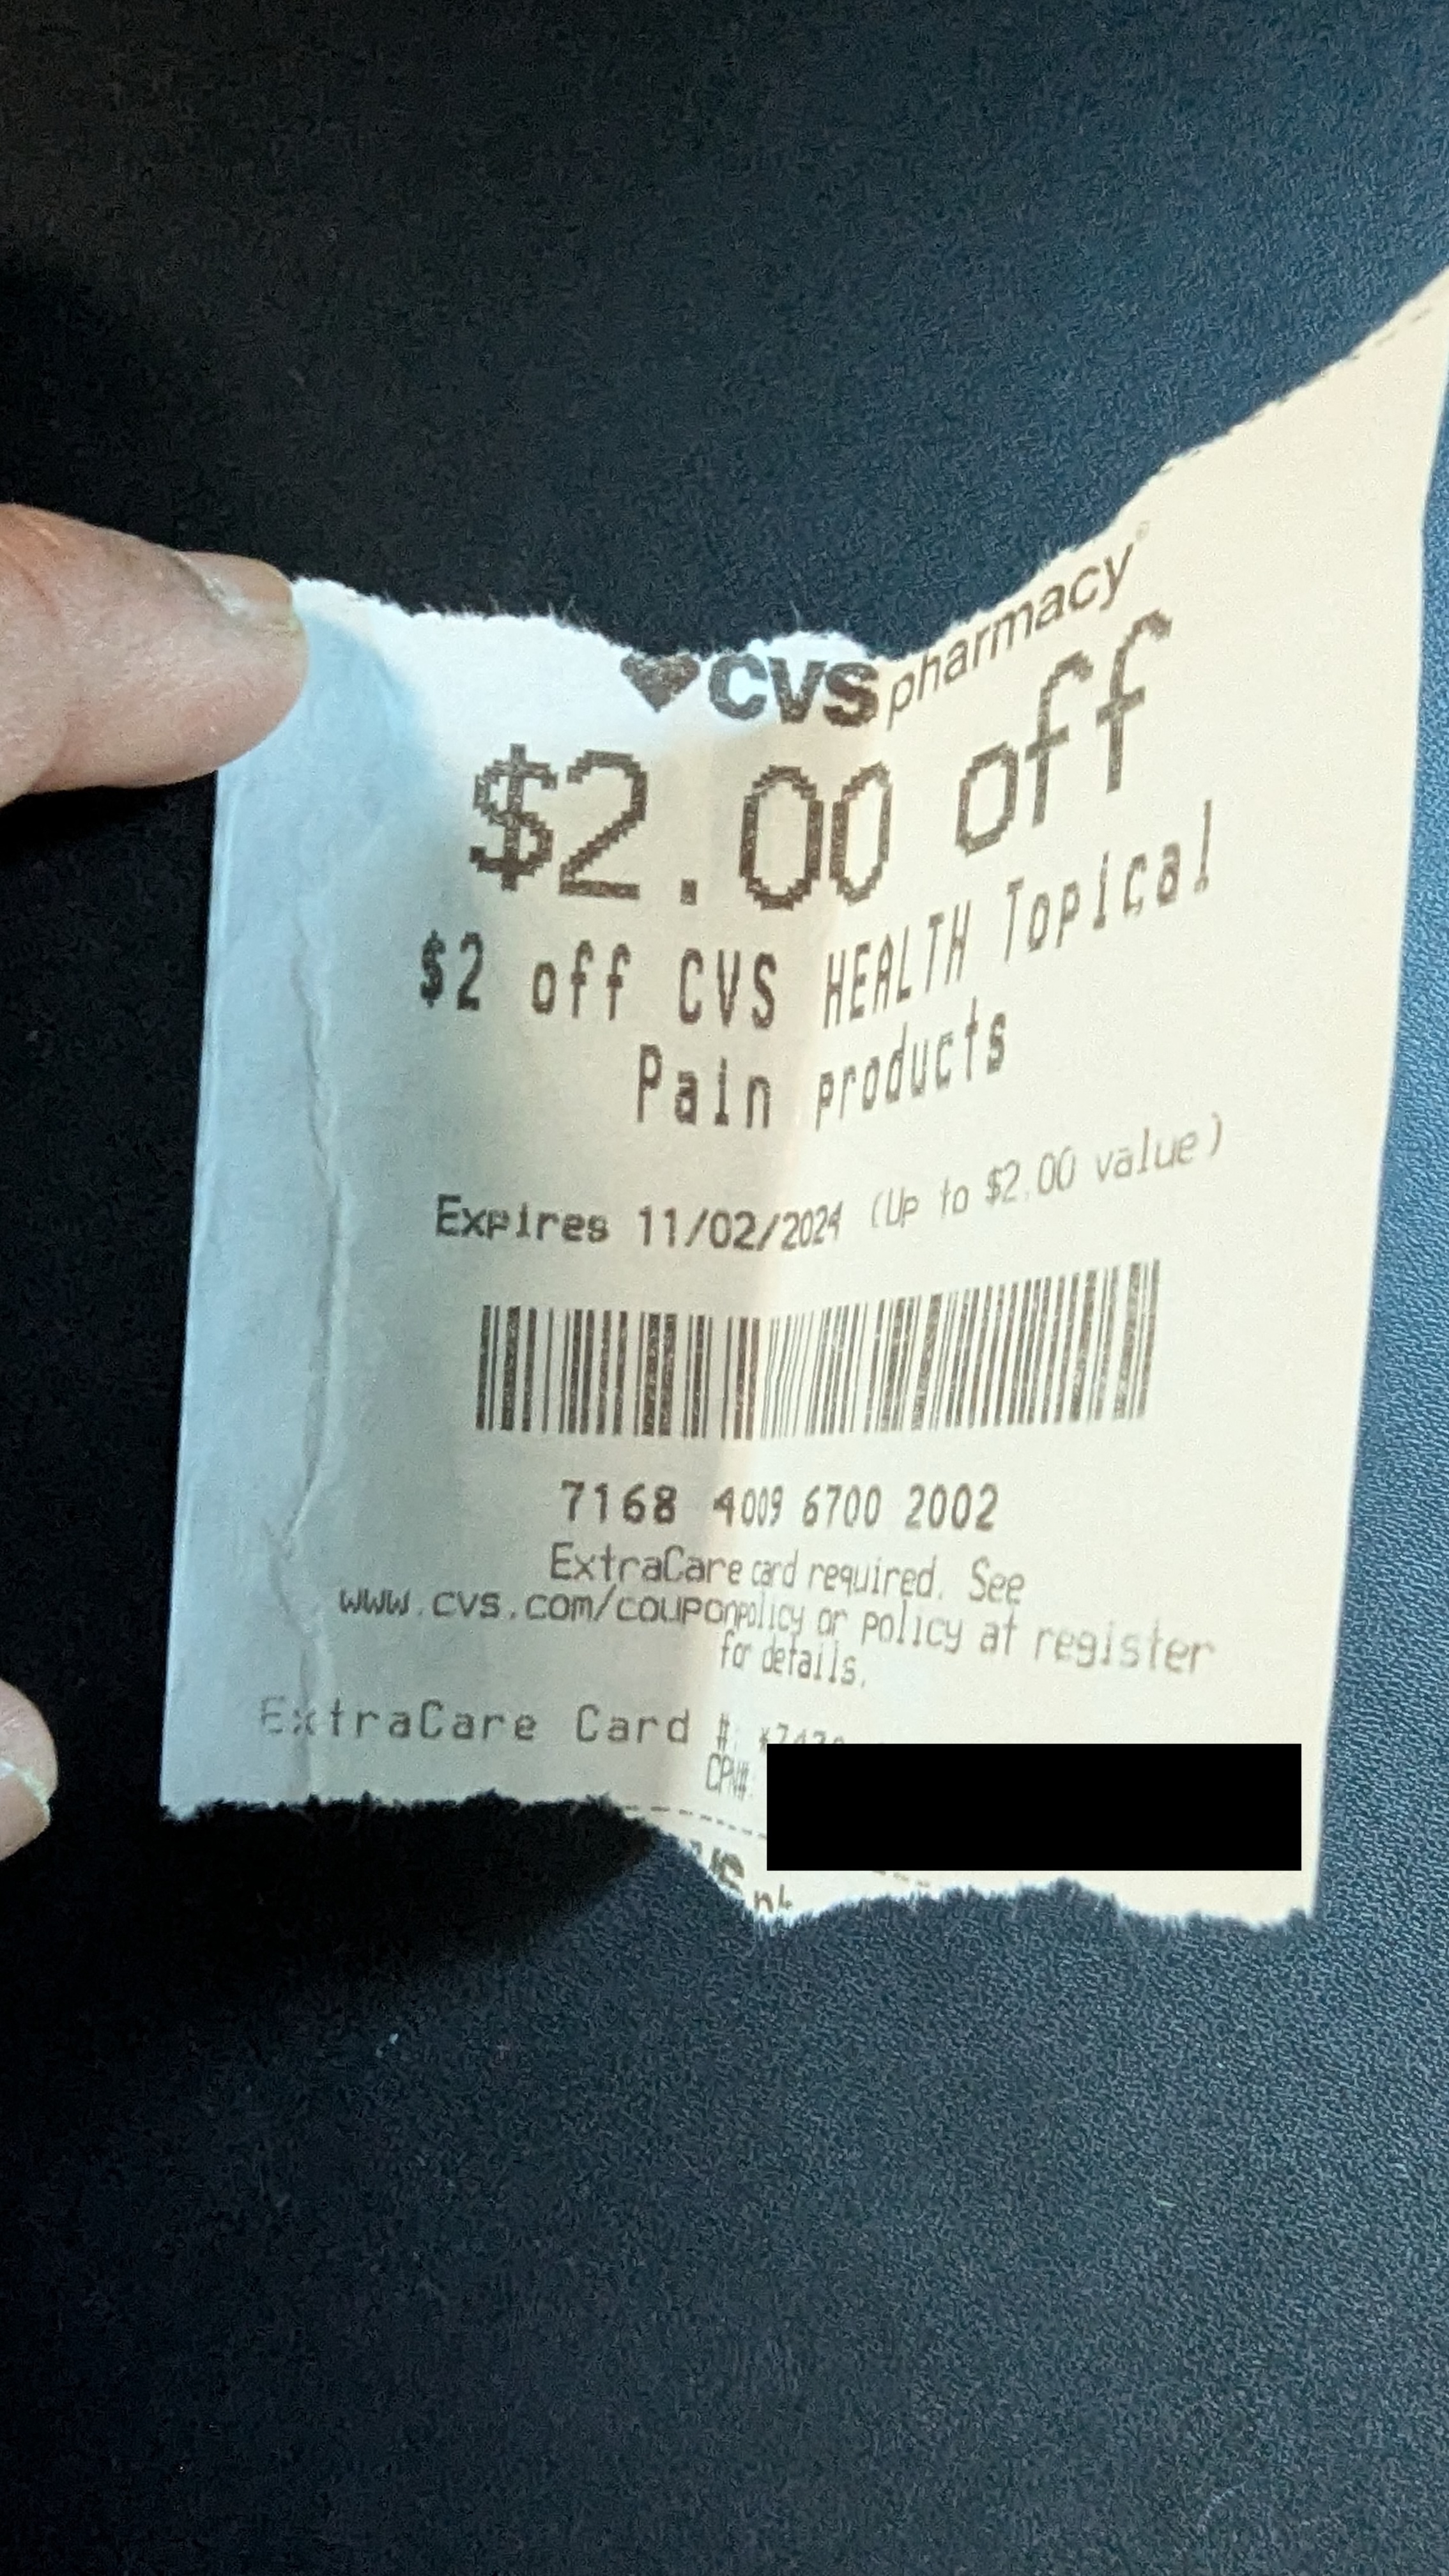 CVS pharmacy®
$2.00 off
$2 off CVS HEALTH Topical
Pain products
Expires 11/02/2024 (Up to $2.00 value)
7168 4009 6700 2002
ExtraCare card required. See
www.cvs.com/couponpolicy or policy at register
for details.
ExtraCare Card #:
CPN#: